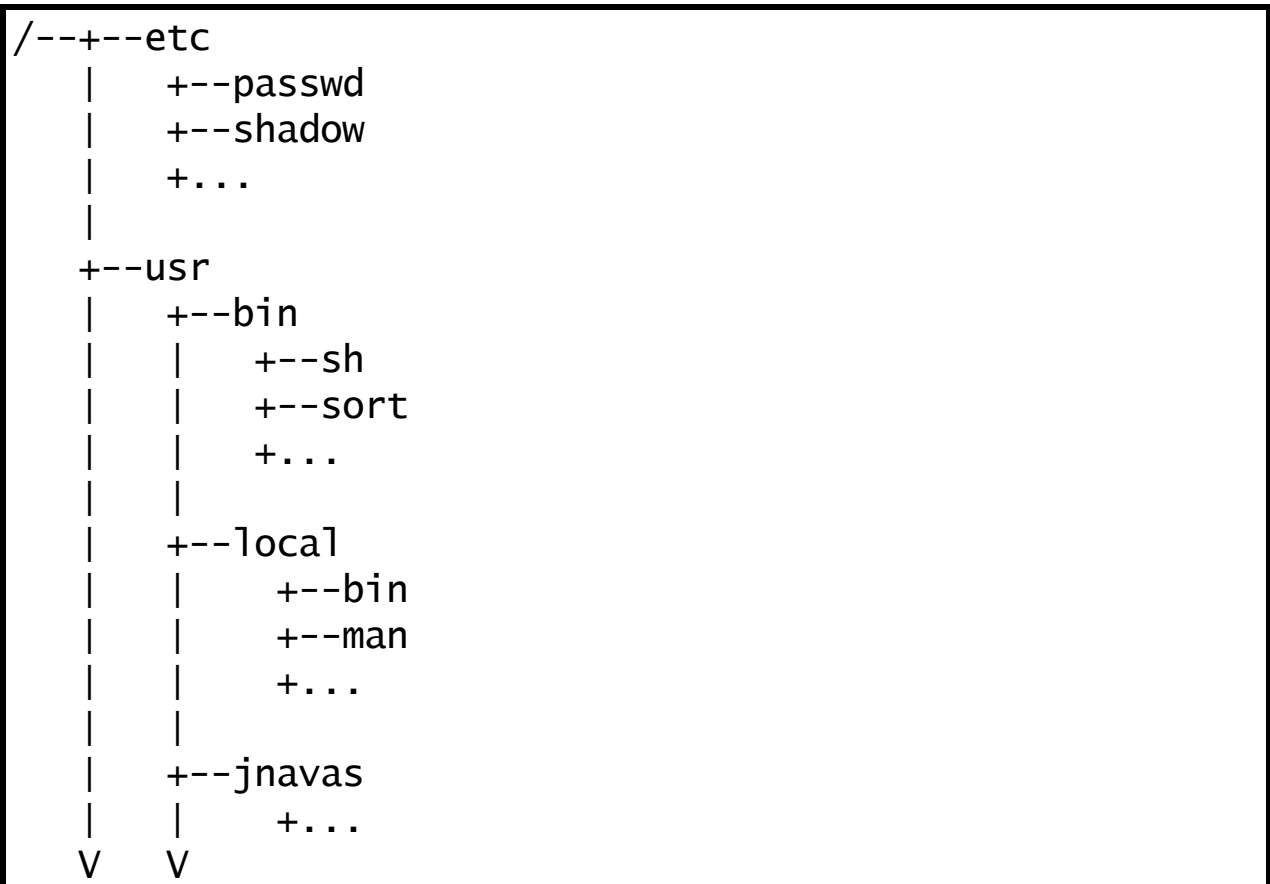 /--+--etc
   |   +--passwd
   |   +--shadow
   |   +...
   |
   +--usr
   |   +--bin
   |   |   +--sh
   |   |   +--sort
   |   |   +...
   |   |
   |   +--local
   |   |    +--bin
   |   |    +--man
   |   |    +...
   |   |
   |   +--jnavas
   |   |    +...
   V   V